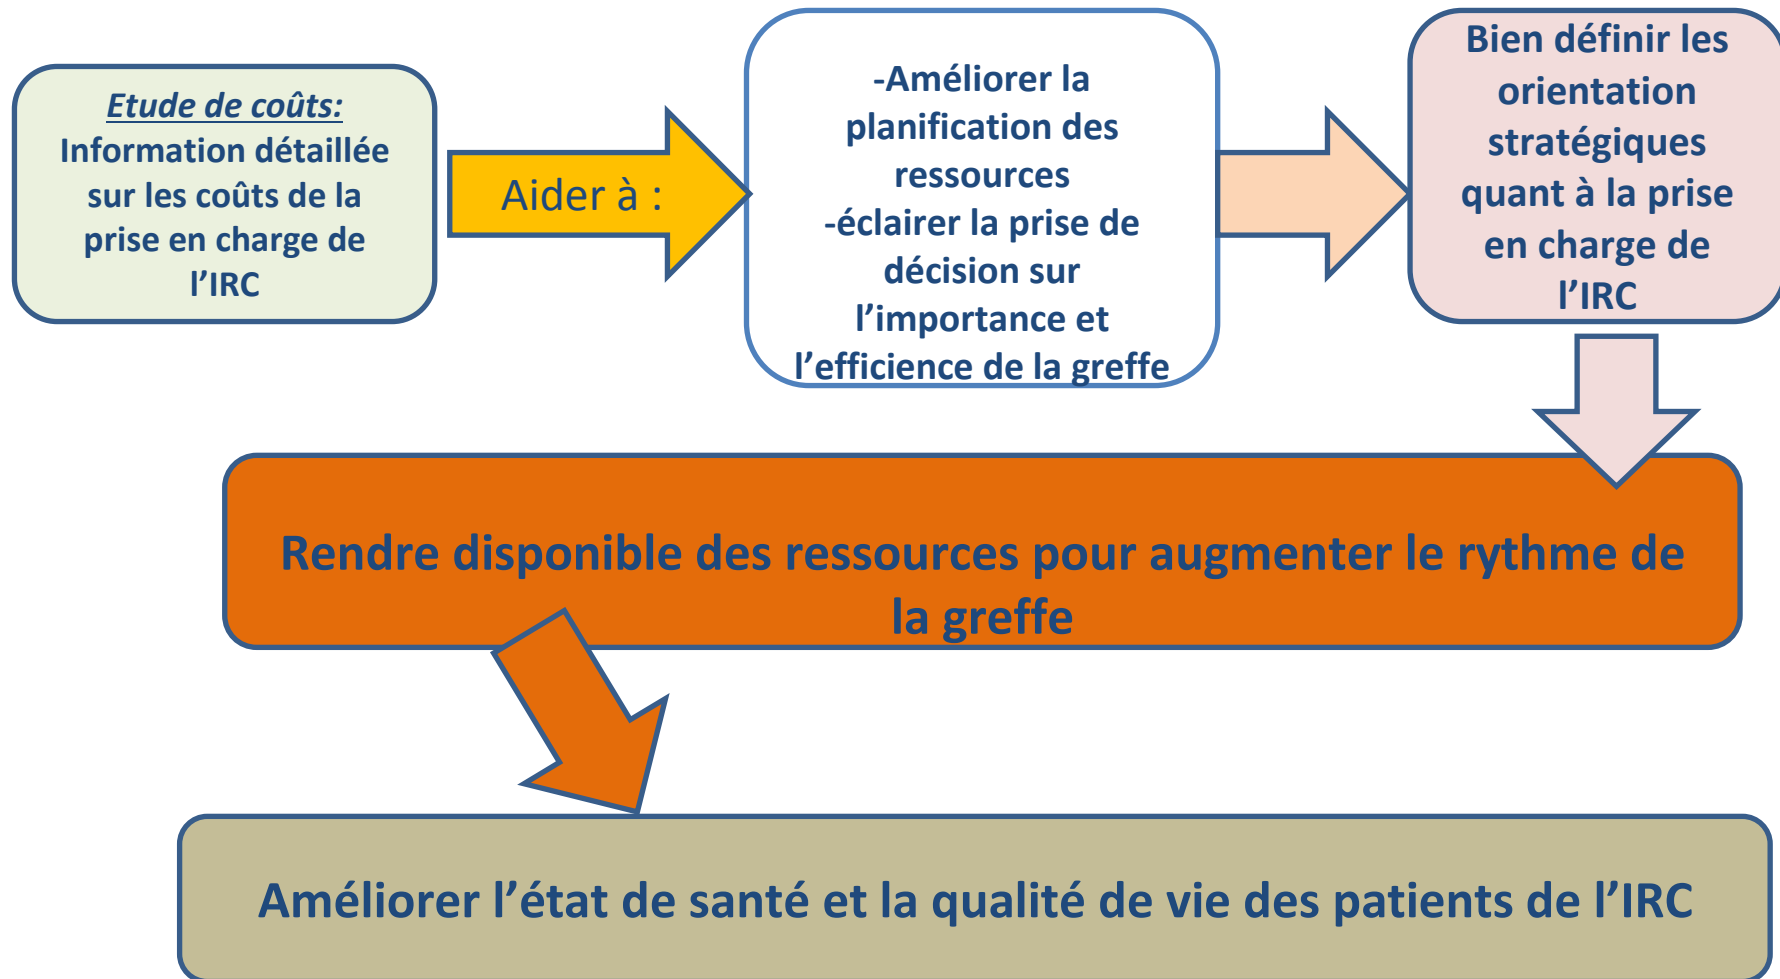 Etude de coûts:
Information détaillée
sur les coûts de la
prise en charge de
l’IRC
Aider à :
-Améliorer la
planification des
ressources
-éclairer la prise de
décision sur
l’importance et
l’efficience de la greffe
Bien définir les
orientation
stratégiques
quant à la prise
en charge de
l’IRC
Rendre disponible des ressources pour augmenter le rythme de
la greffe
Améliorer l’état de santé et la qualité de vie des patients de l’IRC